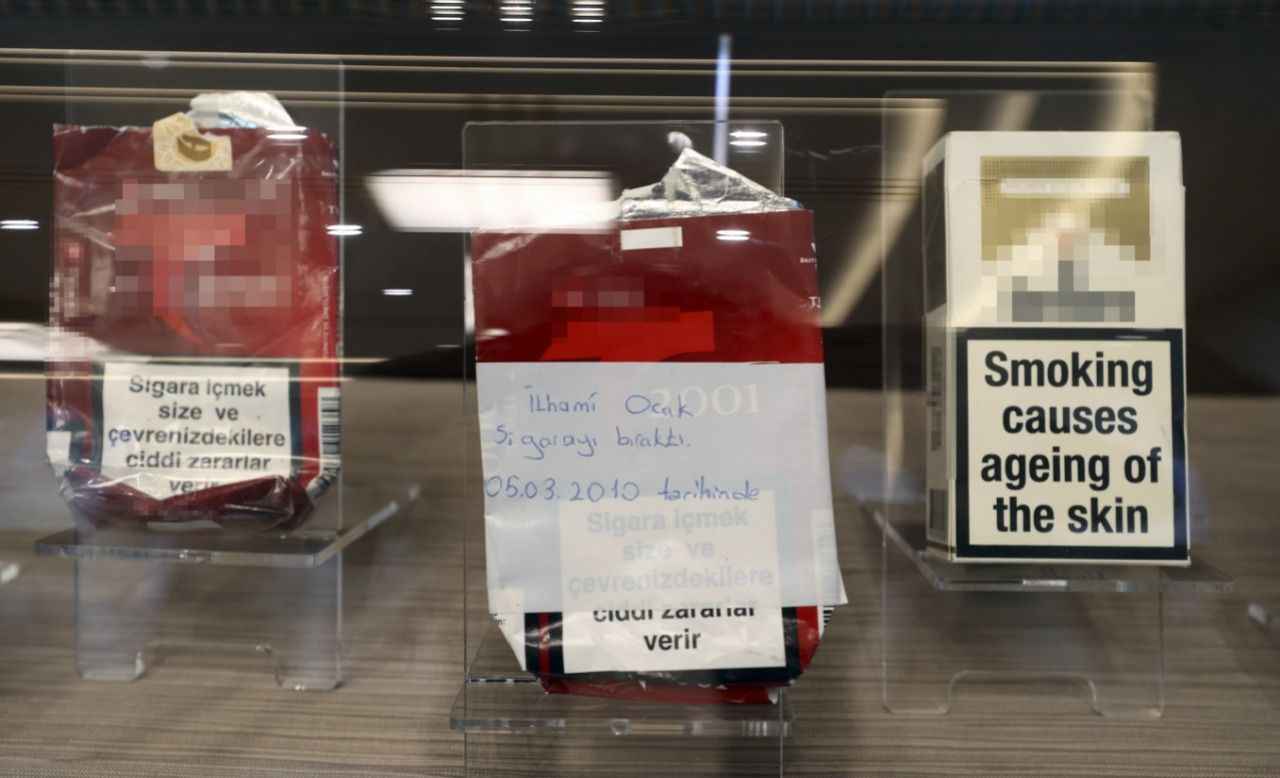 Sigara içmek
size ve
çevrenizdekilere
ciddi zararlar
verir
2001
İLhami Ocak
Sigarayı bıraktı.
05.03.2010 tarihinde
Sigara içmek
size ve
çevrenizdekilere
ciddi zararlar
verir
Smoking
causes
ageing of
the skin